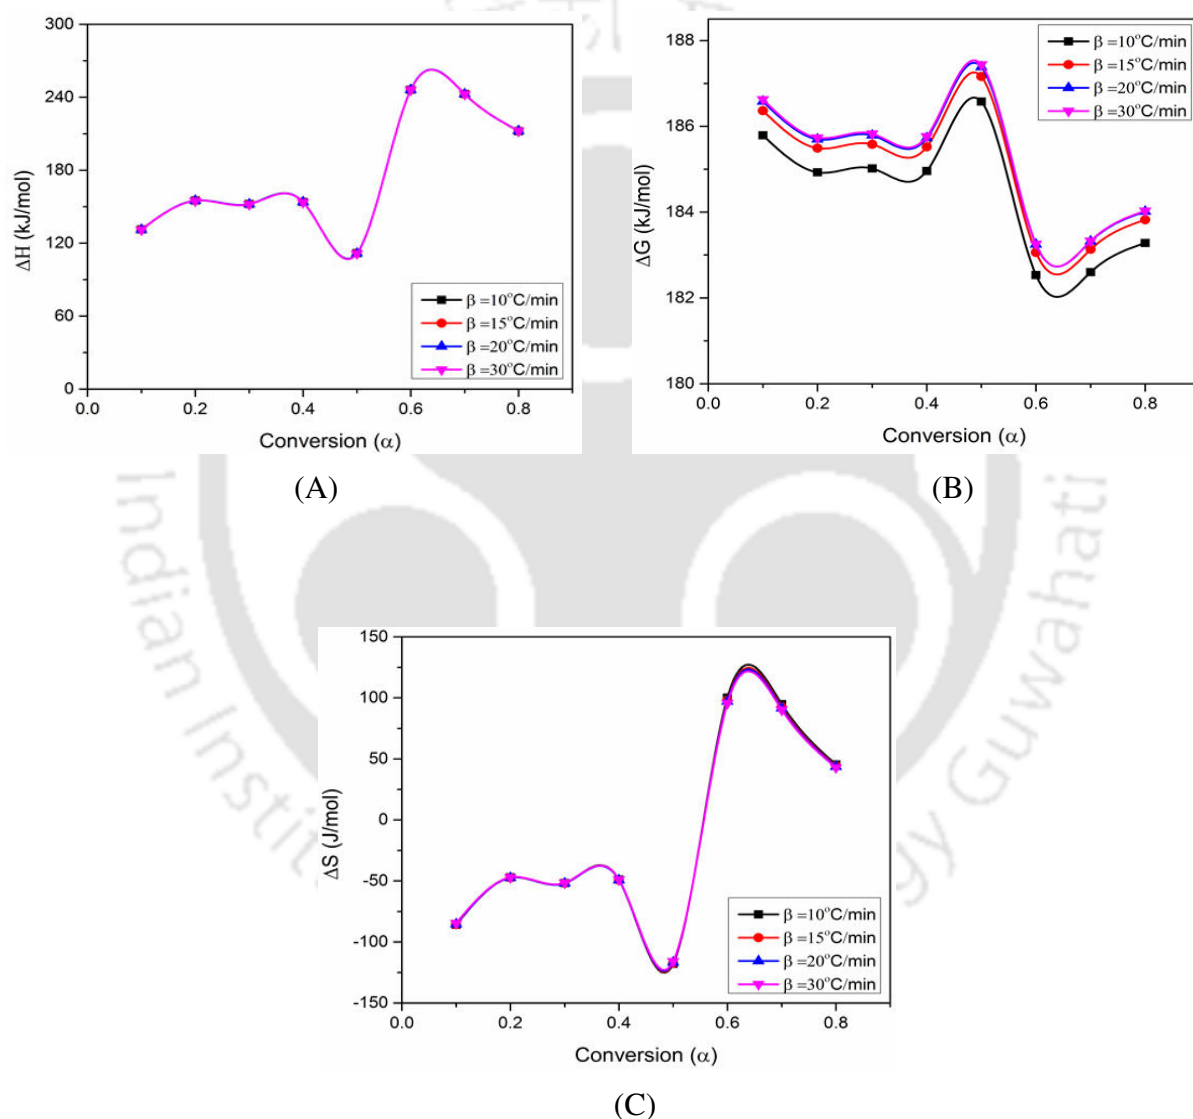 300
240
180
120
60
0
ΔH (kJ/mol)
β =10°C/min
β =15°C/min
β =20°C/min
β =30°C/min
0.0 0.2 0.4 0.6 0.8
Conversion (α)
(A)
188
186
184
182
180
ΔG (kJ/mol)
β =10°C/min
β =15°C/min
β =20°C/min
β =30°C/min
0.0 0.2 0.4 0.6 0.8
Conversion (α)
(B)
150
100
50
0
-50
-100
-150
ΔS (J/mol)
β =10°C/min
β =15°C/min
β =20°C/min
β =30°C/min
0.0 0.2 0.4 0.6 0.8
Conversion (α)
(C)
Indian Instit
gy Guwahati